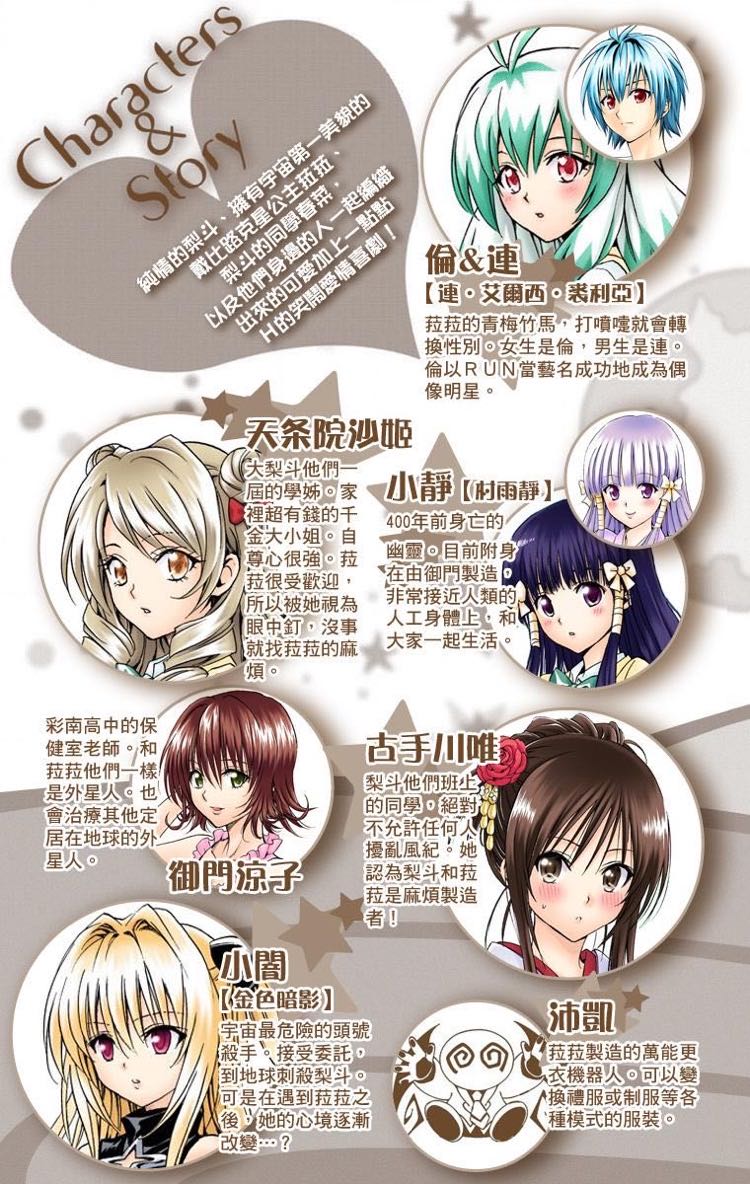 Characters
&
Story
純情的梨斗、擁有宇宙第一美貌的
戴比路克星公主菈菈、
梨斗的同學春菜，
以及他們身邊的人一起編織
出來的可愛加上一點點
H的笑鬧愛情喜劇！
倫&連
【連・艾爾西・裘利亞】
菈菈的青梅竹馬，打噴嚏就會轉
換性別。女生是倫，男生是連。
倫以RUN當藝名成功地成為偶
像明星。
天条院沙姬
大梨斗他們一
屆的學姊。家
裡超有錢的千
金大小姐。自
尊心很強。菈
菈很受歡迎，
所以被她視為
眼中釘，沒事
就找菈菈的麻
煩。
小靜【村雨靜】
400年前身亡的
幽靈。目前附身
在由御門製造，
非常接近人類的
人工身體上，和
大家一起生活。
彩南高中的保
健室老師。和
菈菈他們一樣
是外星人。也
會治療其他定
居在地球的外
星人。
御門涼子
古手川唯
梨斗他們班上
的同學，絕對
不允許任何人
擾亂風紀。她
認為梨斗和菈
菈是麻煩製造
者！
小闇
【金色暗影】
宇宙最危險的頭號
殺手。接受委託，
到地球刺殺梨斗。
可是在遇到菈菈之
後，她的心境逐漸
改變…？
沛凱
菈菈製造的萬能更
衣機器人。可以變
換禮服或制服等各
種模式的服裝。